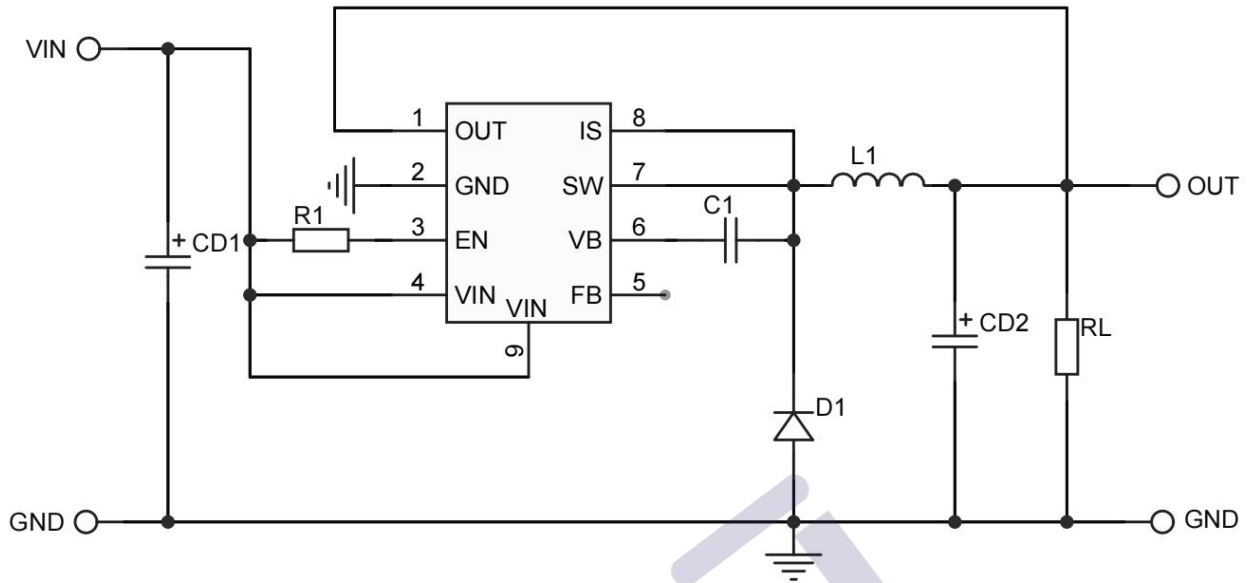 VIN
1 OUT IS 8
2 GND SW 7
L1
OUT
R1
C1
3 EN VB 6
+ CD1
4 VIN FB 5
VIN
9
+ CD2
RL
D1
GND
GND